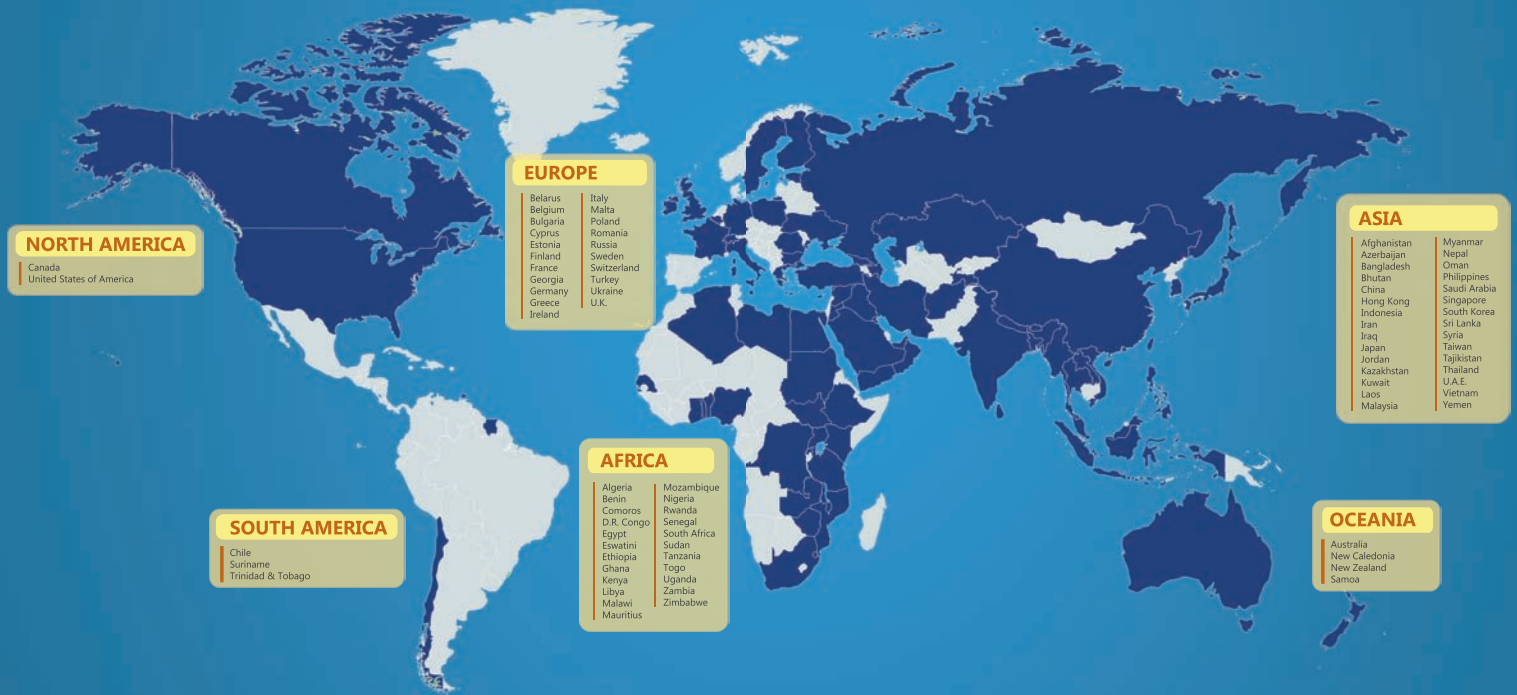 EUROPE
Belarus
Belgium
Bulgaria
Cyprus
Estonia
Finland
France
Georgia
Germany
Greece
Ireland
Italy
Malta
Poland
Romania
Russia
Sweden
Switzerland
Turkey
Ukraine
U.K.
NORTH AMERICA
Canada
United States of America
ASIA
Afghanistan
Azerbaijan
Bangladesh
Bhutan
China
Hong Kong
Indonesia
Iran
Iraq
Japan
Jordan
Kazakhstan
Kuwait
Laos
Malaysia
Myanmar
Nepal
Oman
Philippines
Saudi Arabia
Singapore
South Korea
Sri Lanka
Syria
Taiwan
Tajikistan
Thailand
U.A.E.
Vietnam
Yemen
AFRICA
Algeria
Benin
Comoros
D.R. Congo
Egypt
Eswatini
Ethiopia
Ghana
Kenya
Libya
Malawi
Mauritius
Mozambique
Nigeria
Rwanda
Senegal
South Africa
Sudan
Tanzania
Togo
Uganda
Zambia
Zimbabwe
SOUTH AMERICA
Chile
Suriname
Trinidad & Tobago
OCEANIA
Australia
New Caledonia
New Zealand
Samoa